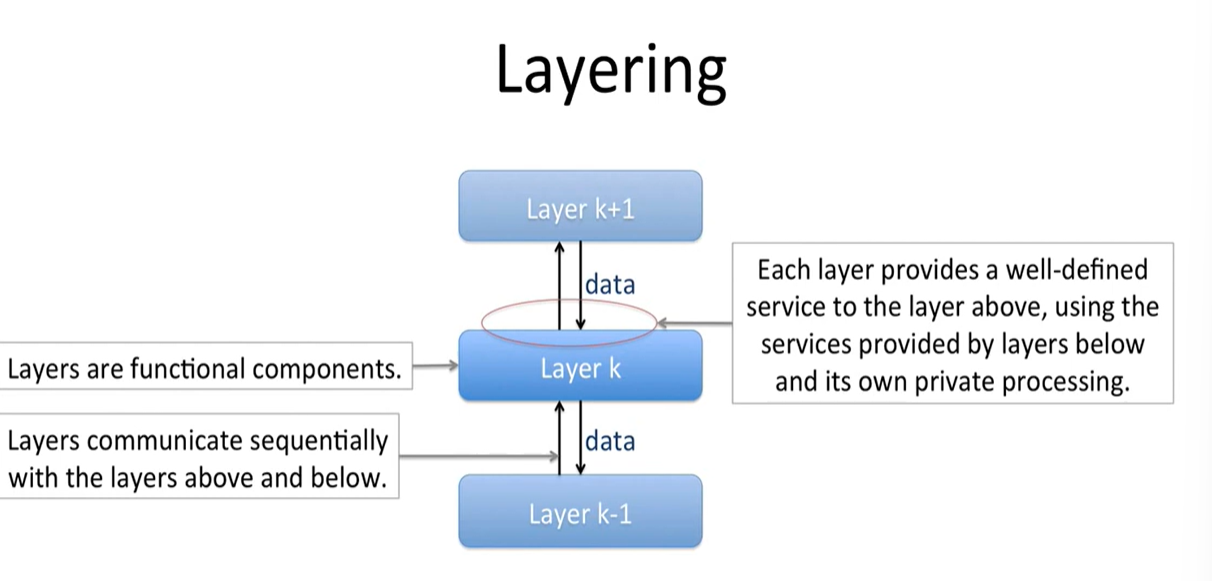 Layering
Layer k+1
data
Each layer provides a well-defined
service to the layer above, using the
services provided by layers below
and its own private processing.
Layers are functional components.
Layer k
Layers communicate sequentially
with the layers above and below.
data
Layer k-1